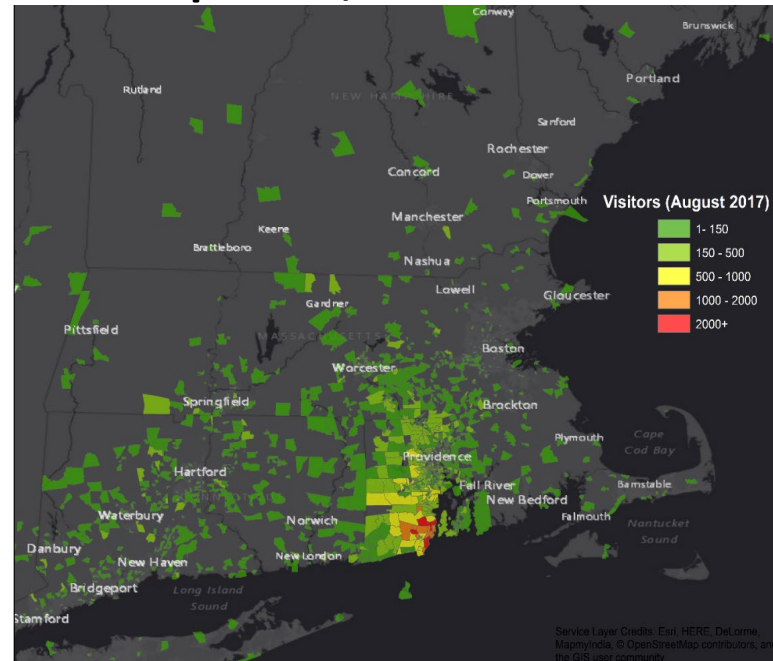 Conway
Brunswick
Portland
Rutland
NEW HAMPSHIRE
Sanford
Rochester
Concord
Dover
Portsmouth
Visitors (August 2017)
1- 150
150 - 500
500 - 1000
1000 - 2000
2000+
Manchester
Keene
Brattleboro
Nashua
Lowell
Gloucester
Gardner
Pittsfield
MASSACHUSETTS
Boston
Worcester
Springfield
Brockton
Plymouth
Cape
Cod Bay
Providence
Hartford
Fall River
Barnstable
New Bedford
Waterbury
Norwich
Falmouth
Nantucket
Sound
Danbury
New Haven
New London
Bridgeport
Long Island
Sound
Stamford
Service Layer Credits: Esri, HERE, DeLorme,
MapmyIndia, © OpenStreetMap contributors, an
the GIS user community